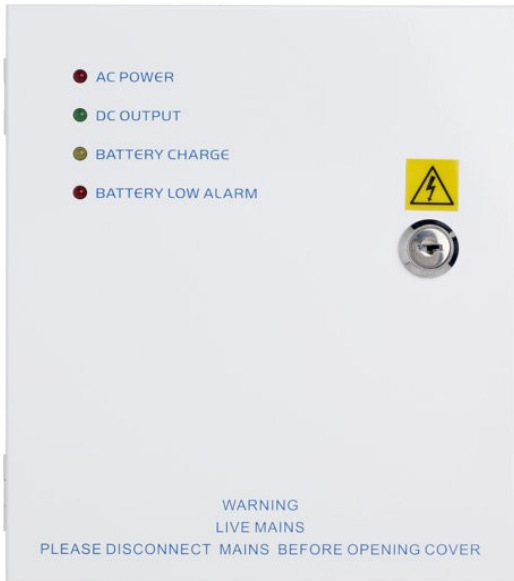 AC POWER
DC OUTPUT
BATTERY CHARGE
BATTERY LOW ALARM
WARNING
LIVE MAINS
PLEASE DISCONNECT MAINS BEFORE OPENING COVER